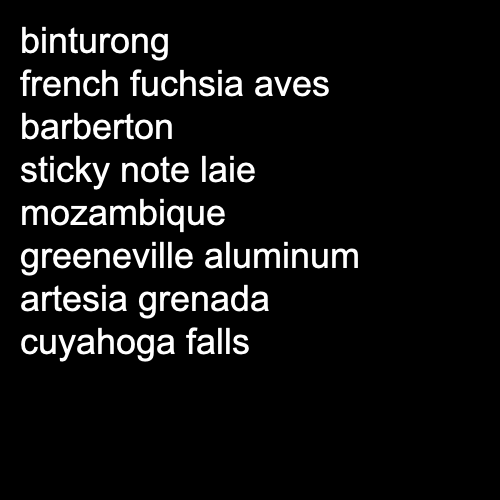 binturong
french fuchsia aves
barberton
sticky note laie
mozambique
greeneville aluminum
artesia grenada
cuyahoga falls